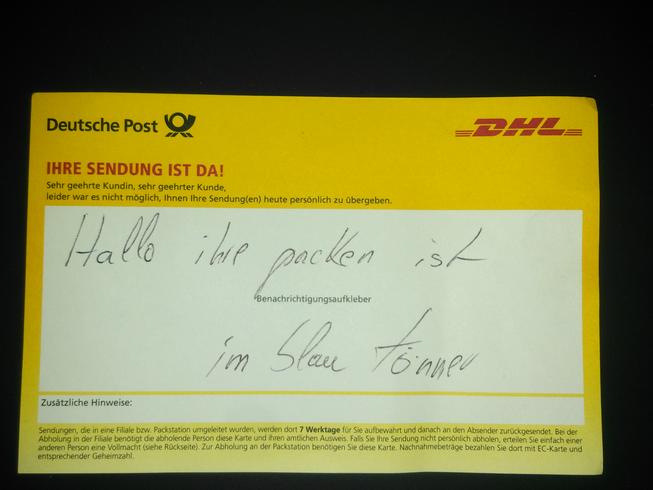 Deutsche Post
DHL
IHRE SENDUNG IST DA!
Sehr geehrte Kundin, sehr geehrter Kunde,
leider war es nicht möglich, Ihnen Ihre Sendung(en) heute persönlich zu übergeben.
Hallo ihre packen ist
Benachrichtigungsaufkleber
im blau tönner
Zusätzliche Hinweise:
Sendungen, die in eine Filiale bzw. Packstation umgeleitet wurden, werden dort 7 Werktage für Sie aufbewahrt und danach an den Absender zurückgesendet. Bei der
Abholung in der Filiale benötigt die abholende Person diese Karte und ihren amtlichen Ausweis. Falls Sie Ihre Sendung nicht persönlich abholen, erteilen Sie einfach einer
anderen Person eine Vollmacht (siehe Rückseite). Zur Abholung an der Packstation benötigen Sie diese Karte. Nachnahmebeträge bezahlen Sie dort mit EC-Karte und
entsprechender Geheimzahl.